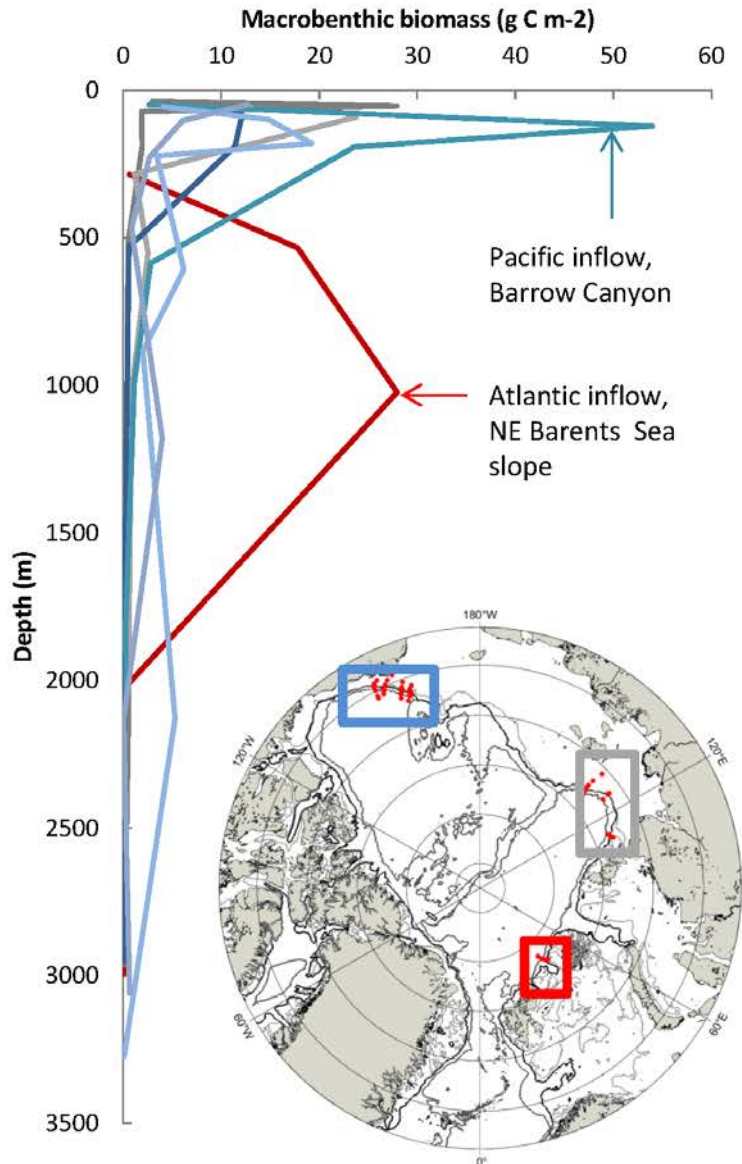 Macrobenthic biomass (g C m-2)
0 10 20 30 40 50 60
0
500
1000
1500
2000
2500
3000
3500
Depth (m)
Pacific inflow,
Barrow Canyon
Atlantic inflow,
NE Barents Sea
slope
180°W
120°W
120°E
60°W
60°E
0°